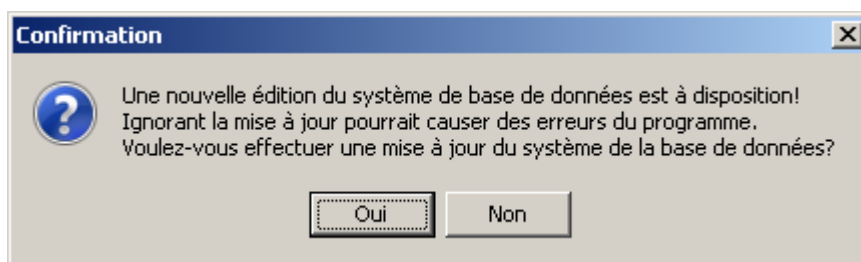 Confirmation
Une nouvelle édition du système de base de données est à disposition!
Ignorant la mise à jour pourrait causer des erreurs du programme.
Voulez-vous effectuer une mise à jour du système de la base de données?
Oui
Non